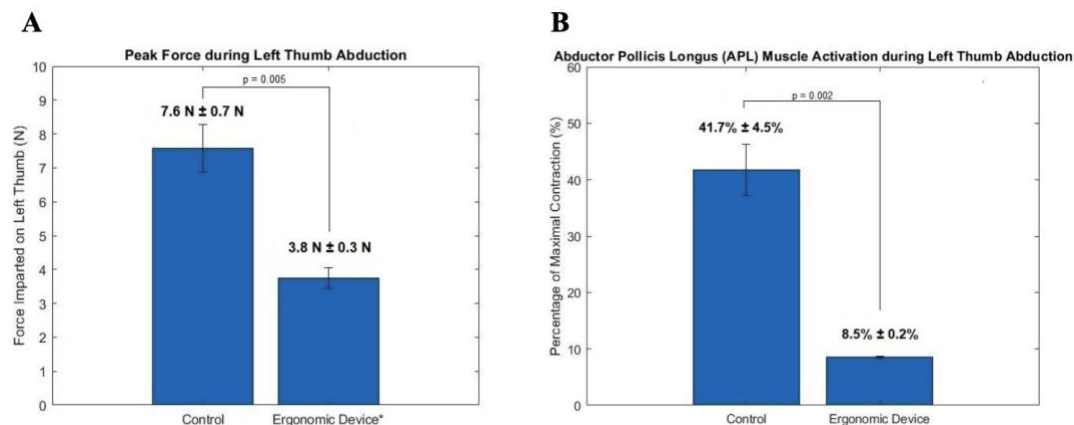 A
Peak Force during Left Thumb Abduction
10
9
8
7
6
5
4
3
2
1
0
Force Imparted on Left Thumb (N)
p = 0.005
7.6 N ± 0.7 N
3.8 N ± 0.3 N
Control
Ergonomic Device*
B
Abductor Pollicis Longus (APL) Muscle Activation during Left Thumb Abduction
60
50
40
30
20
10
0
Percentage of Maximal Contraction (%)
p = 0.002
41.7% ± 4.5%
8.5% ± 0.2%
Control
Ergonomic Device